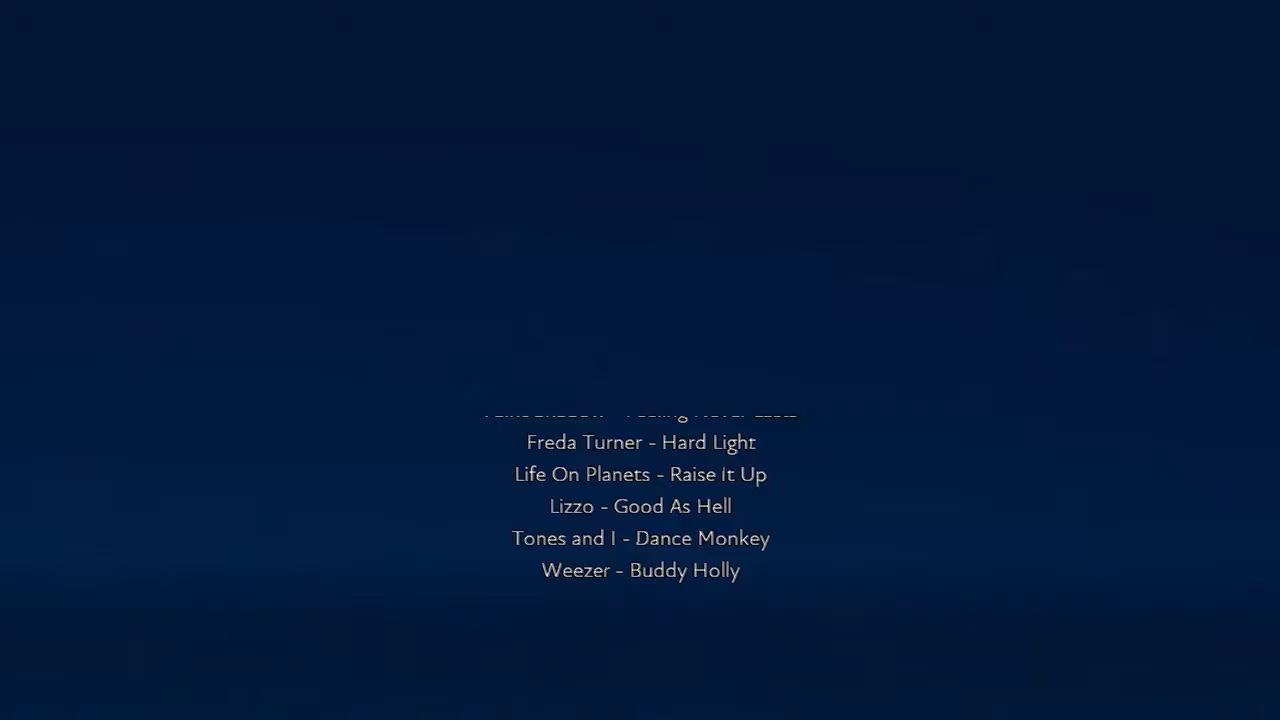 Freda Turner - Hard Light
Life On Planets - Raise It Up
Lizzo - Good As Hell
Tones and I - Dance Monkey
Weezer - Buddy Holly